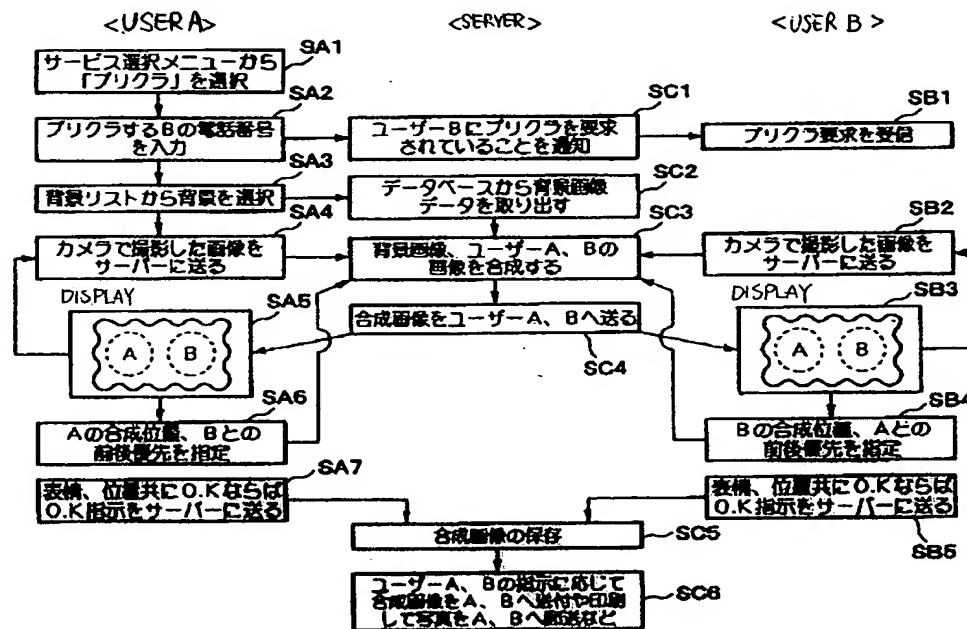 <USER A>
<SERVER>
<USER B>
SA1
サービス選択メニューから
「プリクラ」を選択
SA2
プリクラするBの電話番号
を入力
SC1
ユーザーBにプリクラを要求
されていることを通知
SB1
プリクラ要求を受信
SA3
背景リストから背景を選択
SC2
データベースから背景画像
データを取り出す
SA4
カメラで撮影した画像を
サーバーに送る
SC3
背景画像、ユーザーA、Bの
画像を合成する
SB2
カメラで撮影した画像を
サーバーに送る
DISPLAY
SA5
A
B
合成画像をユーザーA、Bへ送る
SC4
DISPLAY
SB3
A
B
SA6
Aの合成位置、Bとの
前後優先を指定
SB4
Bの合成位置、Aとの
前後優先を指定
SA7
表情、位置共にO.Kならば
O.K指示をサーバーに送る
表情、位置共にO.Kならば
O.K指示をサーバーに送る
SB5
合成画像の保存
SC5
ユーザーA、Bの指示に応じて
合成画像をA、Bへ送付や印刷
して写真をA、Bへ郵送など
SC6